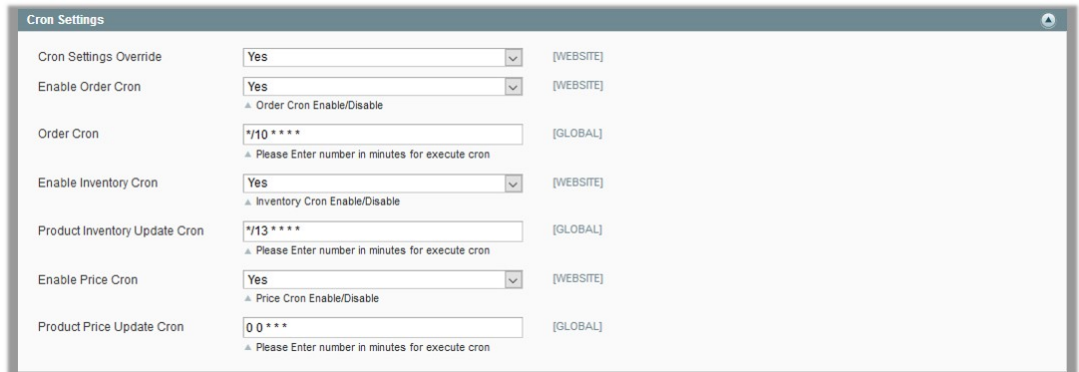 Cron Settings
Cron Settings Override Yes [WEBSITE]
Enable Order Cron Yes [WEBSITE]
Order Cron Enable/Disable
Order Cron */10 * * * * [GLOBAL]
Please Enter number in minutes for execute cron
Enable Inventory Cron Yes [WEBSITE]
Inventory Cron Enable/Disable
Product Inventory Update Cron */13 * * * * [GLOBAL]
Please Enter number in minutes for execute cron
Enable Price Cron Yes [WEBSITE]
Price Cron Enable/Disable
Product Price Update Cron 0 0 * * * [GLOBAL]
Please Enter number in minutes for execute cron